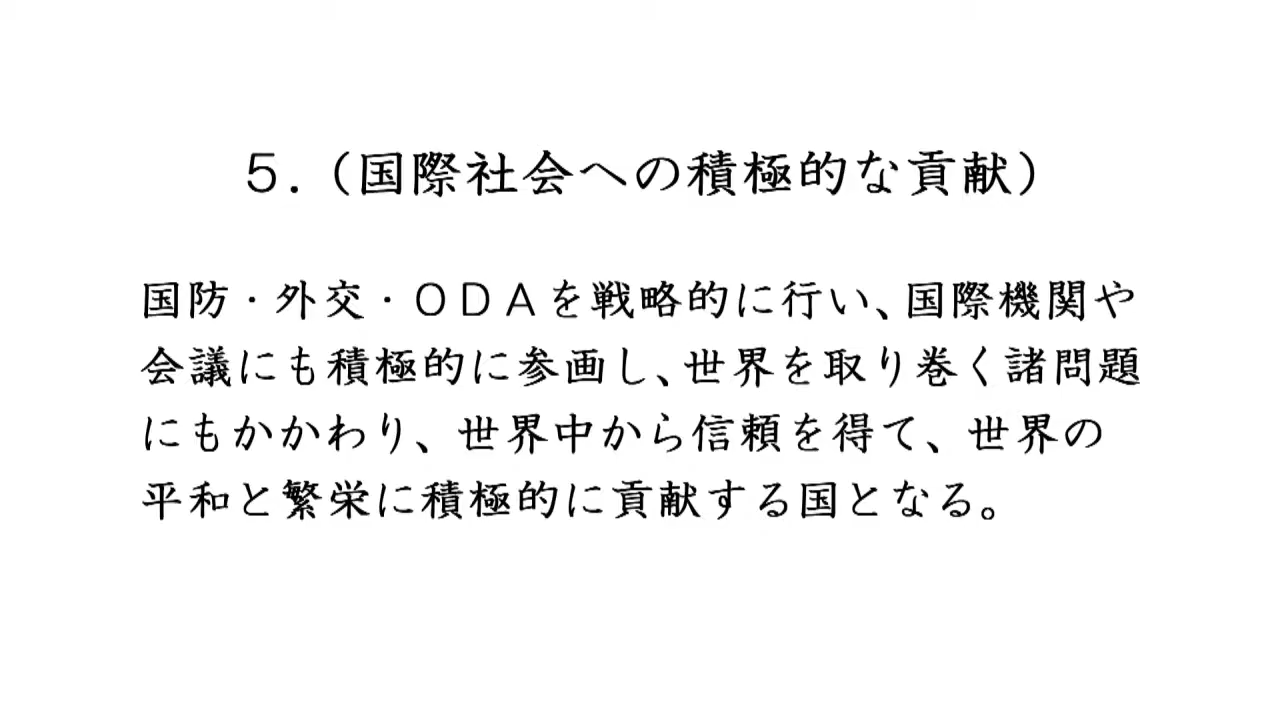 ５．（国際社会への積極的な貢献）
国防・外交・ＯＤＡを戦略的に行い、国際機関や
会議にも積極的に参画し、世界を取り巻く諸問題
にもかかわり、世界中から信頼を得て、世界の
平和と繁栄に積極的に貢献する国となる。